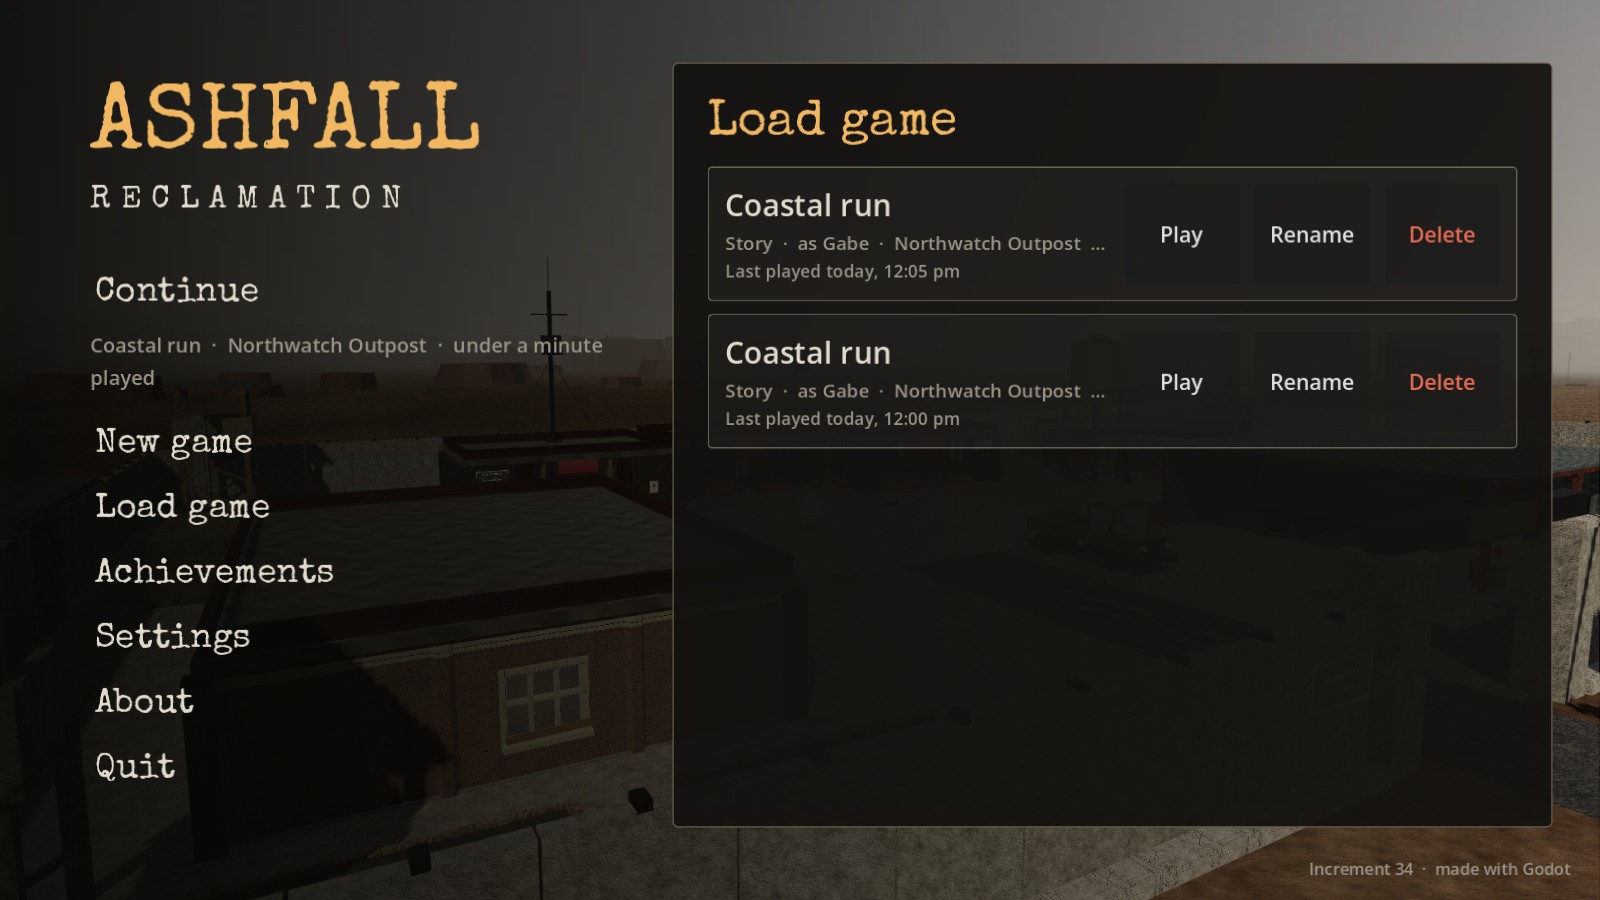 ASHFALL
RECLAMATION
Continue
Coastal run · Northwatch Outpost · under a minute
played
New game
Load game
Achievements
Settings
About
Quit
Load game
Coastal run
Story · as Gabe · Northwatch Outpost ...
Last played today, 12:05 pm
Play
Rename
Delete
Coastal run
Story · as Gabe · Northwatch Outpost ...
Last played today, 12:00 pm
Play
Rename
Delete
Increment 34 · made with Godot